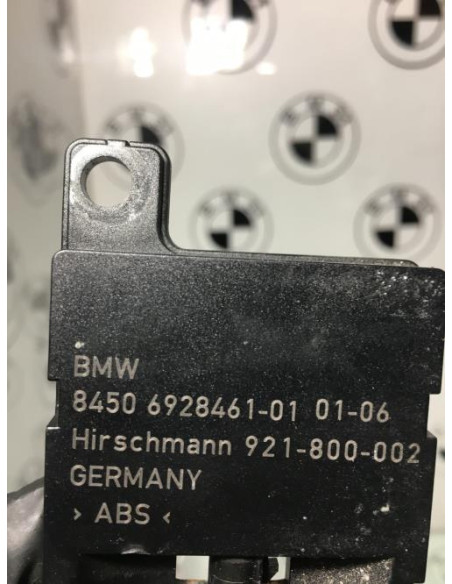 BMW
8450 6928461-01 01-06
Hirschmann 921-800-002
GERMANY
> ABS <